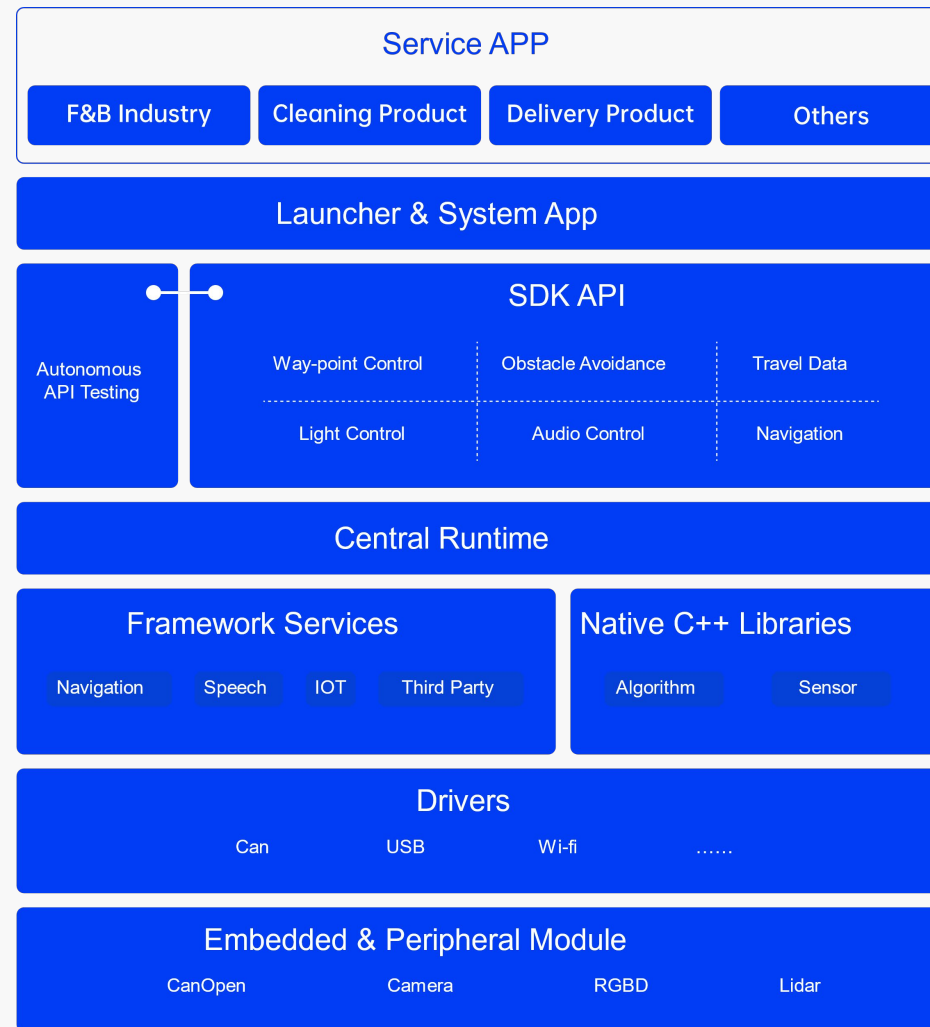 Service APP
F&B Industry
Cleaning Product
Delivery Product
Others
Launcher & System App
Autonomous
API Testing
SDK API
Way-point Control
Obstacle Avoidance
Travel Data
Light Control
Audio Control
Navigation
Central Runtime
Framework Services
Navigation
Speech
IOT
Third Party
Native C++ Libraries
Algorithm
Sensor
Drivers
Can
USB
Wi-fi
......
Embedded & Peripheral Module
CanOpen
Camera
RGBD
Lidar